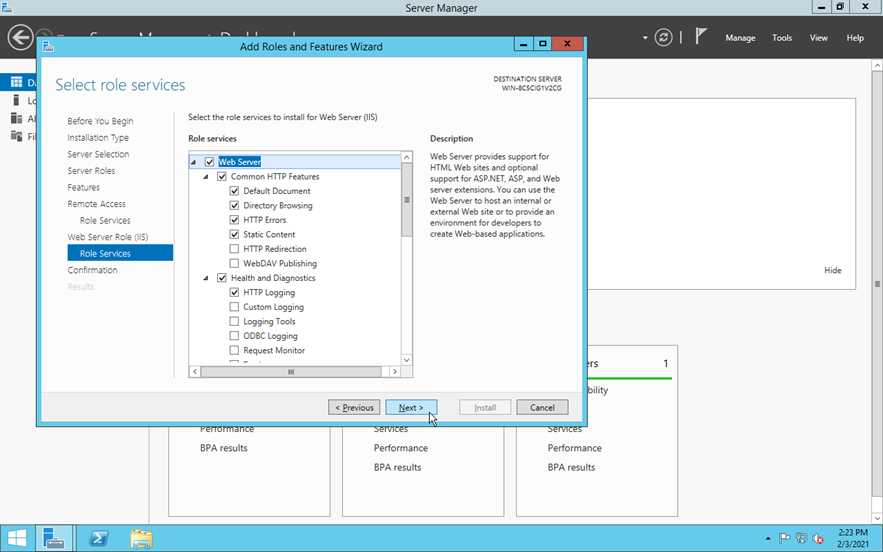 Server Manager
Manage Tools View Help
Add Roles and Features Wizard
Select role services
DESTINATION SERVER
WIN-8CSCIG1V2CG
Before You Begin
Installation Type
Server Selection
Server Roles
Features
Remote Access
Role Services
Web Server Role (IIS)
Role Services
Confirmation
Results
Select the role services to install for Web Server (IIS)
Role services
Web Server
Common HTTP Features
Default Document
Directory Browsing
HTTP Errors
Static Content
HTTP Redirection
WebDAV Publishing
Health and Diagnostics
HTTP Logging
Custom Logging
Logging Tools
ODBC Logging
Request Monitor
Description
Web Server provides support for
HTML Web sites and optional
support for ASP.NET, ASP, and Web
server extensions. You can use the
Web Server to host an internal or
external Web site or to provide an
environment for developers to
create Web-based applications.
< Previous
Next >
Install
Cancel
Hide
ers 1
bility
Performance
BPA results
Services
Performance
BPA results
Services
Performance
BPA results
2:23 PM
2/3/2021